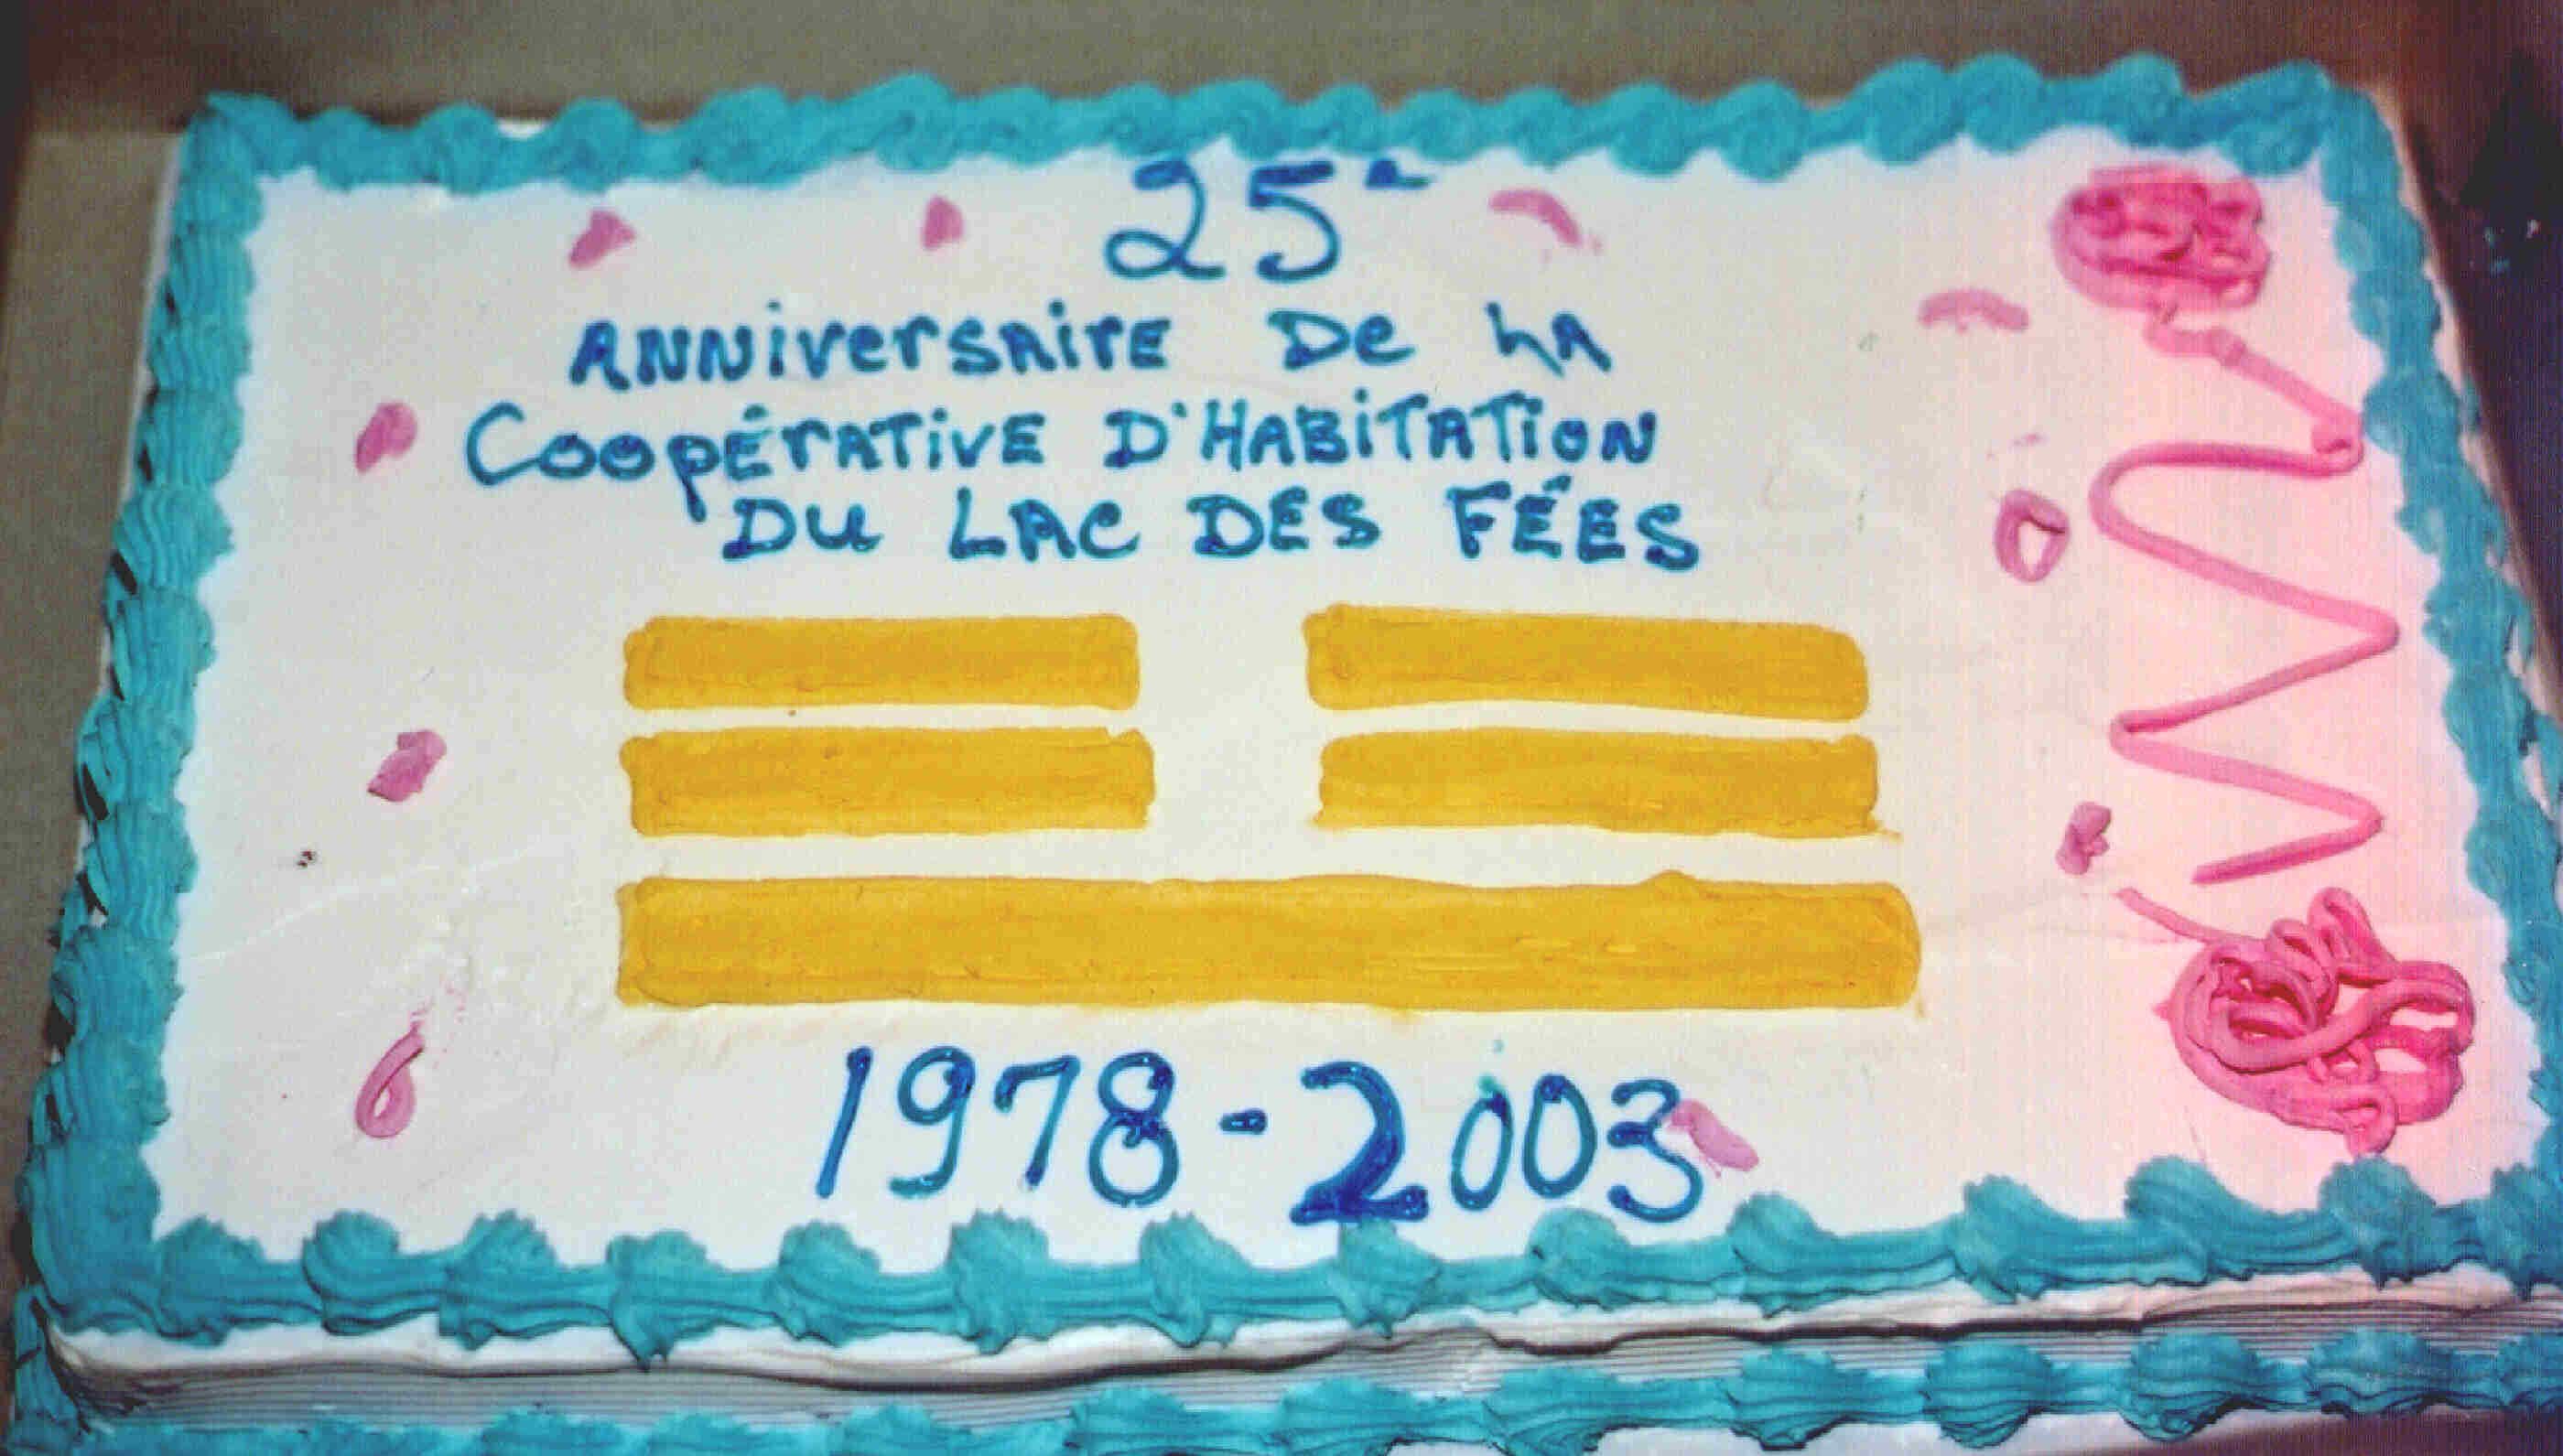 25e
ANNiverSAirE De LA
CoopÉrATivE D'HABiTATioN
DU LAC DES FÉES
1978-2003